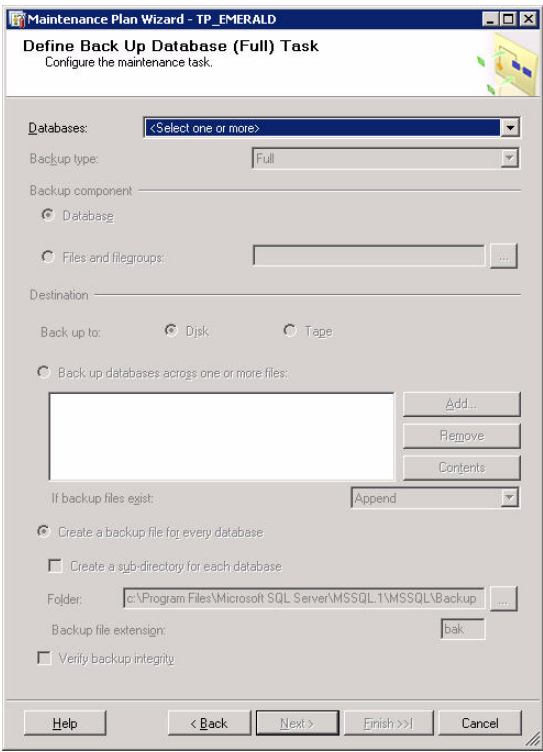 Maintenance Plan Wizard - TP_EMERALD
Define Back Up Database (Full) Task
Configure the maintenance task.
Databases: <Select one or more>
Backup type: Full
Backup component
Database
Files and filegroups: ...
Destination
Back up to: Disk Tape
Back up databases across one or more files:
Add...
Remove
Contents
If backup files exist: Append
Create a backup file for every database
Create a sub-directory for each database
Folder: c:\Program Files\Microsoft SQL Server\MSSQL.1\MSSQL\Backup ...
Backup file extension: bak
Verify backup integrity
Help < Back Next > Finish >>| Cancel